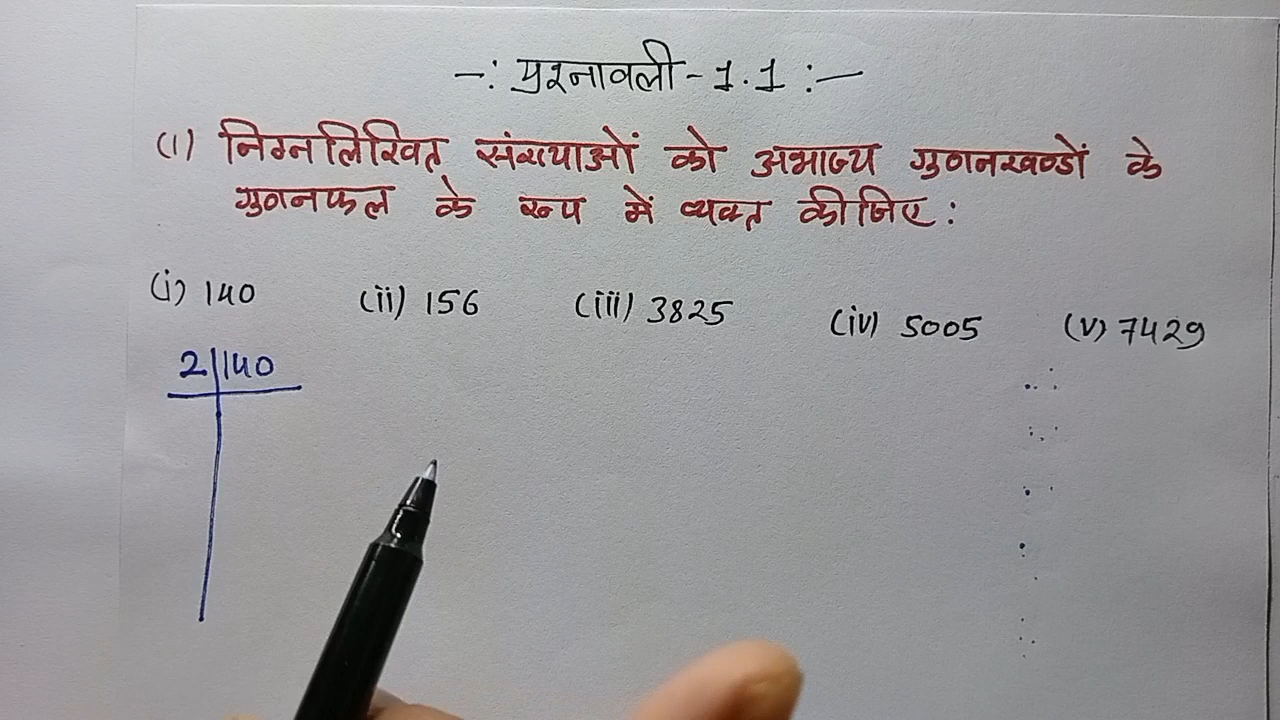 -: प्रश्नावली - 1.1 :-
(1) निम्नलिखित संख्याओं को अभाज्य गुणनखण्डों के
गुणनफल के रूप में व्यक्त कीजिए :
(i) 140 (ii) 156 (iii) 3825 (iv) 5005 (v) 7429
2|140